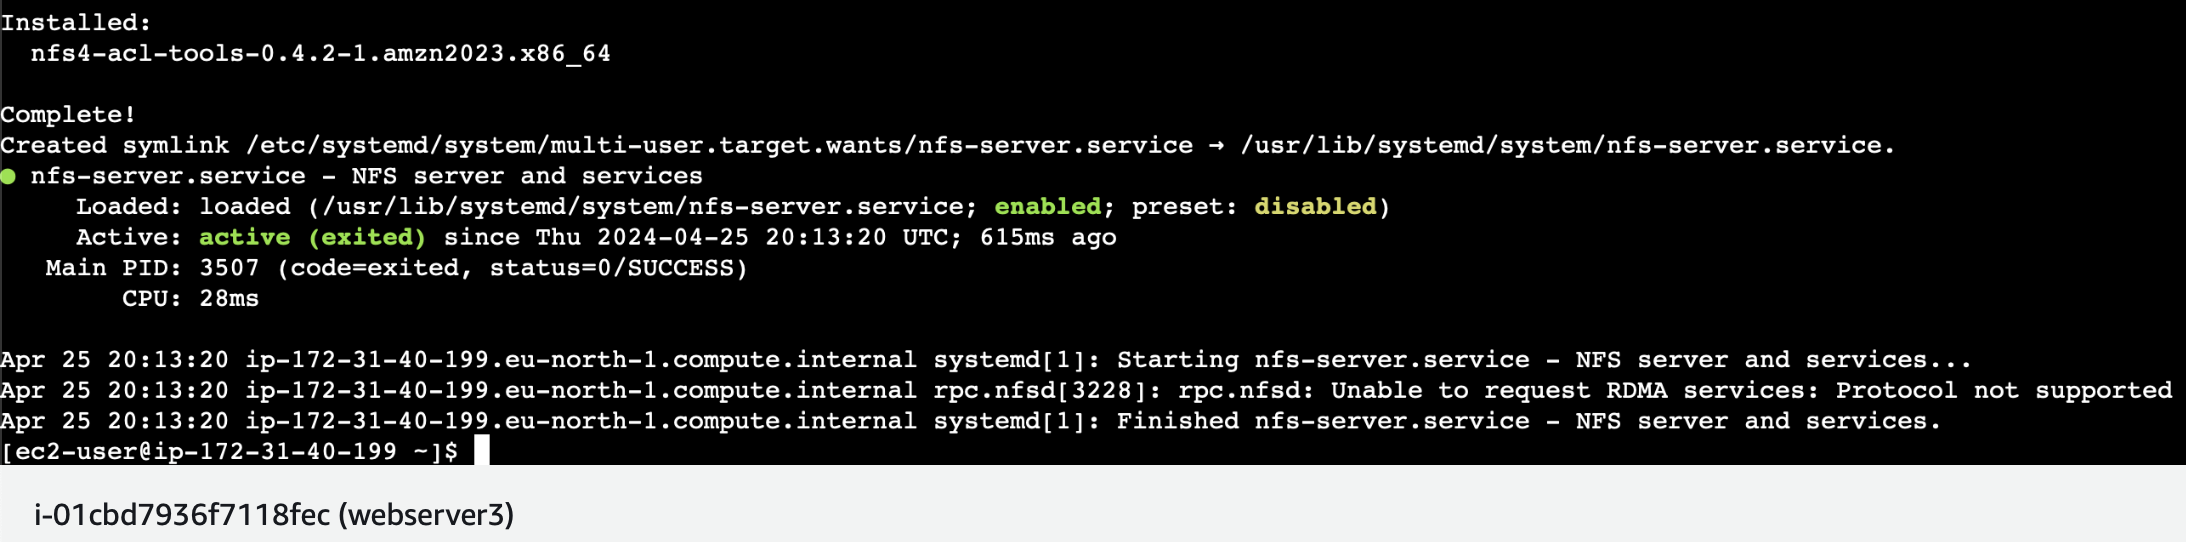 Installed:
nfs4-acl-tools-0.4.2-1.amzn2023.x86_64
Complete!
Created symlink /etc/systemd/system/multi-user.target.wants/nfs-server.service → /usr/lib/systemd/system/nfs-server.service.
● nfs-server.service - NFS server and services
Loaded: loaded (/usr/lib/systemd/system/nfs-server.service; enabled; preset: disabled)
Active: active (exited) since Thu 2024-04-25 20:13:20 UTC; 615ms ago
Main PID: 3507 (code=exited, status=0/SUCCESS)
CPU: 28ms
Apr 25 20:13:20 ip-172-31-40-199.eu-north-1.compute.internal systemd[1]: Starting nfs-server.service - NFS server and services...
Apr 25 20:13:20 ip-172-31-40-199.eu-north-1.compute.internal rpc.nfsd[3228]: rpc.nfsd: Unable to request RDMA services: Protocol not supported
Apr 25 20:13:20 ip-172-31-40-199.eu-north-1.compute.internal systemd[1]: Finished nfs-server.service - NFS server and services.
[ec2-user@ip-172-31-40-199 ~]$
i-01cbd7936f7118fec (webserver3)